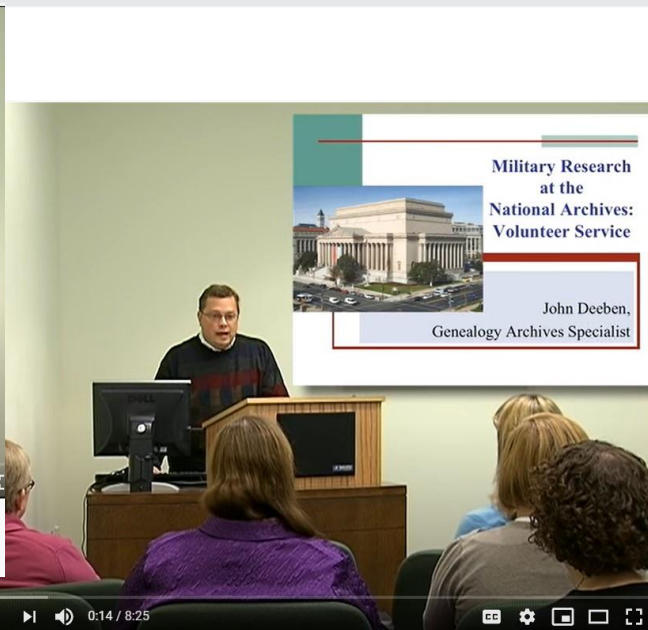 Military Research
at the
National Archives:
Volunteer Service
John Deeben,
Genealogy Archives Specialist
DELL
0:14 / 8:25
CC